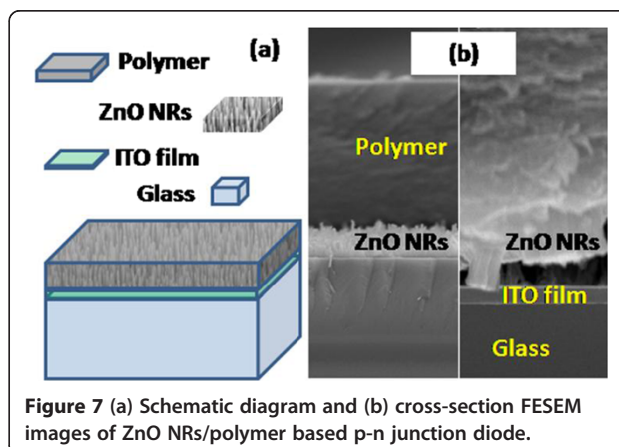 (a)
Polymer
ZnO NRs
ITO film
Glass
(b)
Polymer
ZnO NRs
ZnO NRs
ITO film
Glass
Figure 7 (a) Schematic diagram and (b) cross-section FESEM
images of ZnO NRs/polymer based p-n junction diode.